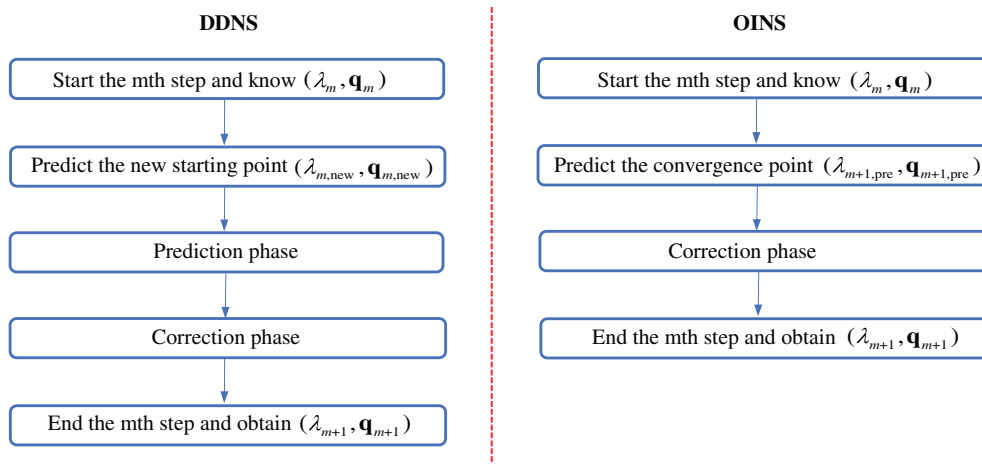 DDNS
Start the mth step and know (λₘ, qₘ)
Predict the new starting point (λₘ,new, qₘ,new)
Prediction phase
Correction phase
End the mth step and obtain (λₘ₊₁, qₘ₊₁)
OINS
Start the mth step and know (λₘ, qₘ)
Predict the convergence point (λₘ₊₁,pre, qₘ₊₁,pre)
Correction phase
End the mth step and obtain (λₘ₊₁, qₘ₊₁)